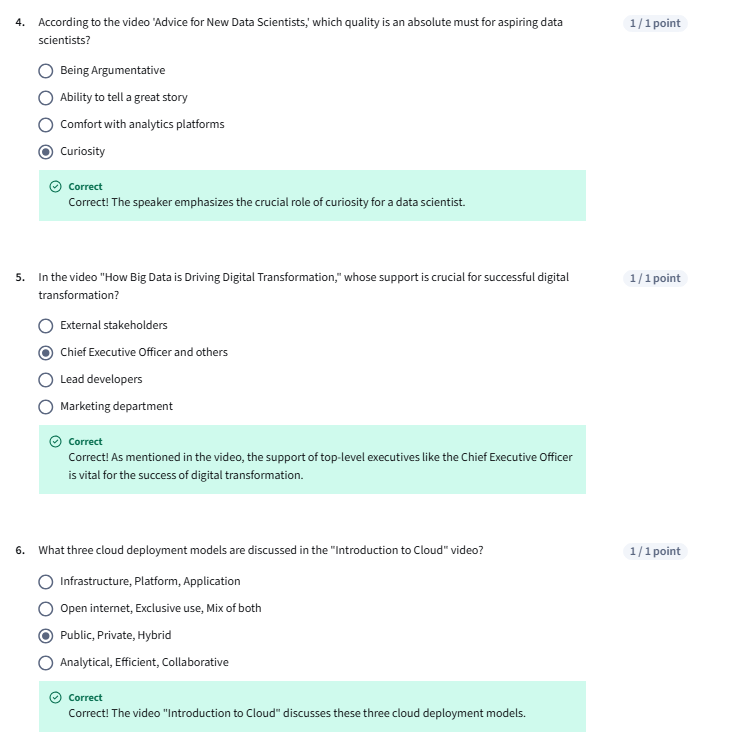 4. According to the video 'Advice for New Data Scientists,' which quality is an absolute must for aspiring data 1 / 1 point
scientists?
Being Argumentative
Ability to tell a great story
Comfort with analytics platforms
Curiosity
Correct
Correct! The speaker emphasizes the crucial role of curiosity for a data scientist.
5. In the video "How Big Data is Driving Digital Transformation," whose support is crucial for successful digital 1 / 1 point
transformation?
External stakeholders
Chief Executive Officer and others
Lead developers
Marketing department
Correct
Correct! As mentioned in the video, the support of top-level executives like the Chief Executive Officer
is vital for the success of digital transformation.
6. What three cloud deployment models are discussed in the "Introduction to Cloud" video? 1 / 1 point
Infrastructure, Platform, Application
Open internet, Exclusive use, Mix of both
Public, Private, Hybrid
Analytical, Efficient, Collaborative
Correct
Correct! The video "Introduction to Cloud" discusses these three cloud deployment models.